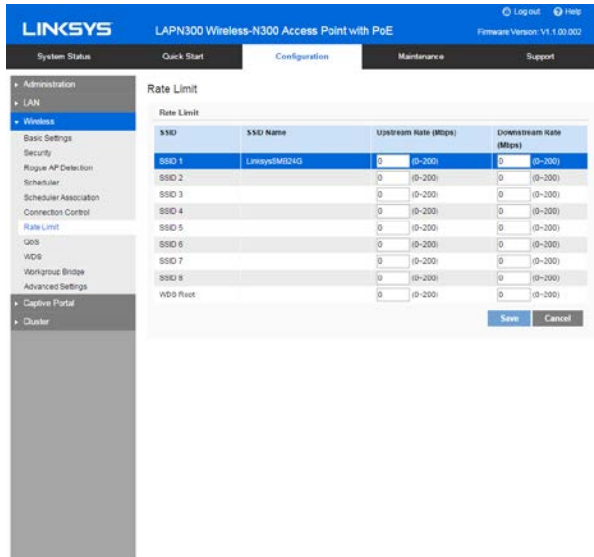 Logout Help
LINKSYS
LAPN300 Wireless-N300 Access Point with PoE
Firmware Version: V1.1.00.002
System Status Quick Start Configuration Maintenance Support
Administration
LAN
Wireless
Basic Settings
Security
Rogue AP Detection
Scheduler
Scheduler Association
Connection Control
Rate Limit
QoS
WDS
Workgroup Bridge
Advanced Settings
Captive Portal
Cluster
Rate Limit
Rate Limit
SSID SSID Name Upstream Rate (Mbps) Downstream Rate (Mbps)
SSID 1 LinksysSMB24G 0 (0~200) 0 (0~200)
SSID 2 0 (0~200) 0 (0~200)
SSID 3 0 (0~200) 0 (0~200)
SSID 4 0 (0~200) 0 (0~200)
SSID 5 0 (0~200) 0 (0~200)
SSID 6 0 (0~200) 0 (0~200)
SSID 7 0 (0~200) 0 (0~200)
SSID 8 0 (0~200) 0 (0~200)
WDS Root 0 (0~200) 0 (0~200)
Save Cancel